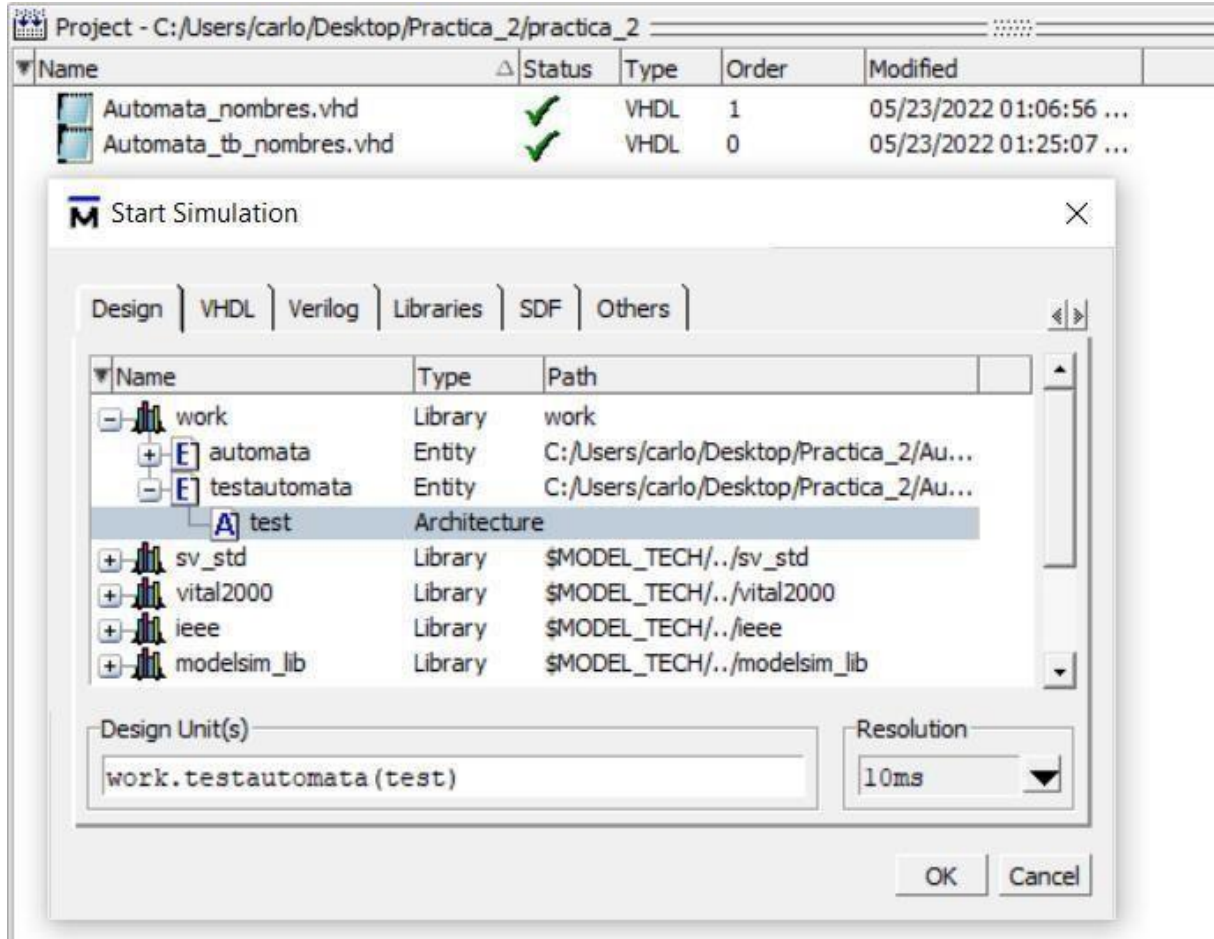 Project - C:/Users/carlo/Desktop/Practica_2/practica_2
Name Status Type Order Modified
Automata_nombres.vhd VHDL 1 05/23/2022 01:06:56 ...
Automata_tb_nombres.vhd VHDL 0 05/23/2022 01:25:07 ...
M Start Simulation
Design VHDL Verilog Libraries SDF Others
Name Type Path
work Library work
E automata Entity C:/Users/carlo/Desktop/Practica_2/Au...
E testautomata Entity C:/Users/carlo/Desktop/Practica_2/Au...
A test Architecture
sv_std Library $MODEL_TECH/../sv_std
vital2000 Library $MODEL_TECH/../vital2000
ieee Library $MODEL_TECH/../ieee
modelsim_lib Library $MODEL_TECH/../modelsim_lib
Design Unit(s) Resolution
work.testautomata(test) 10ms
OK Cancel